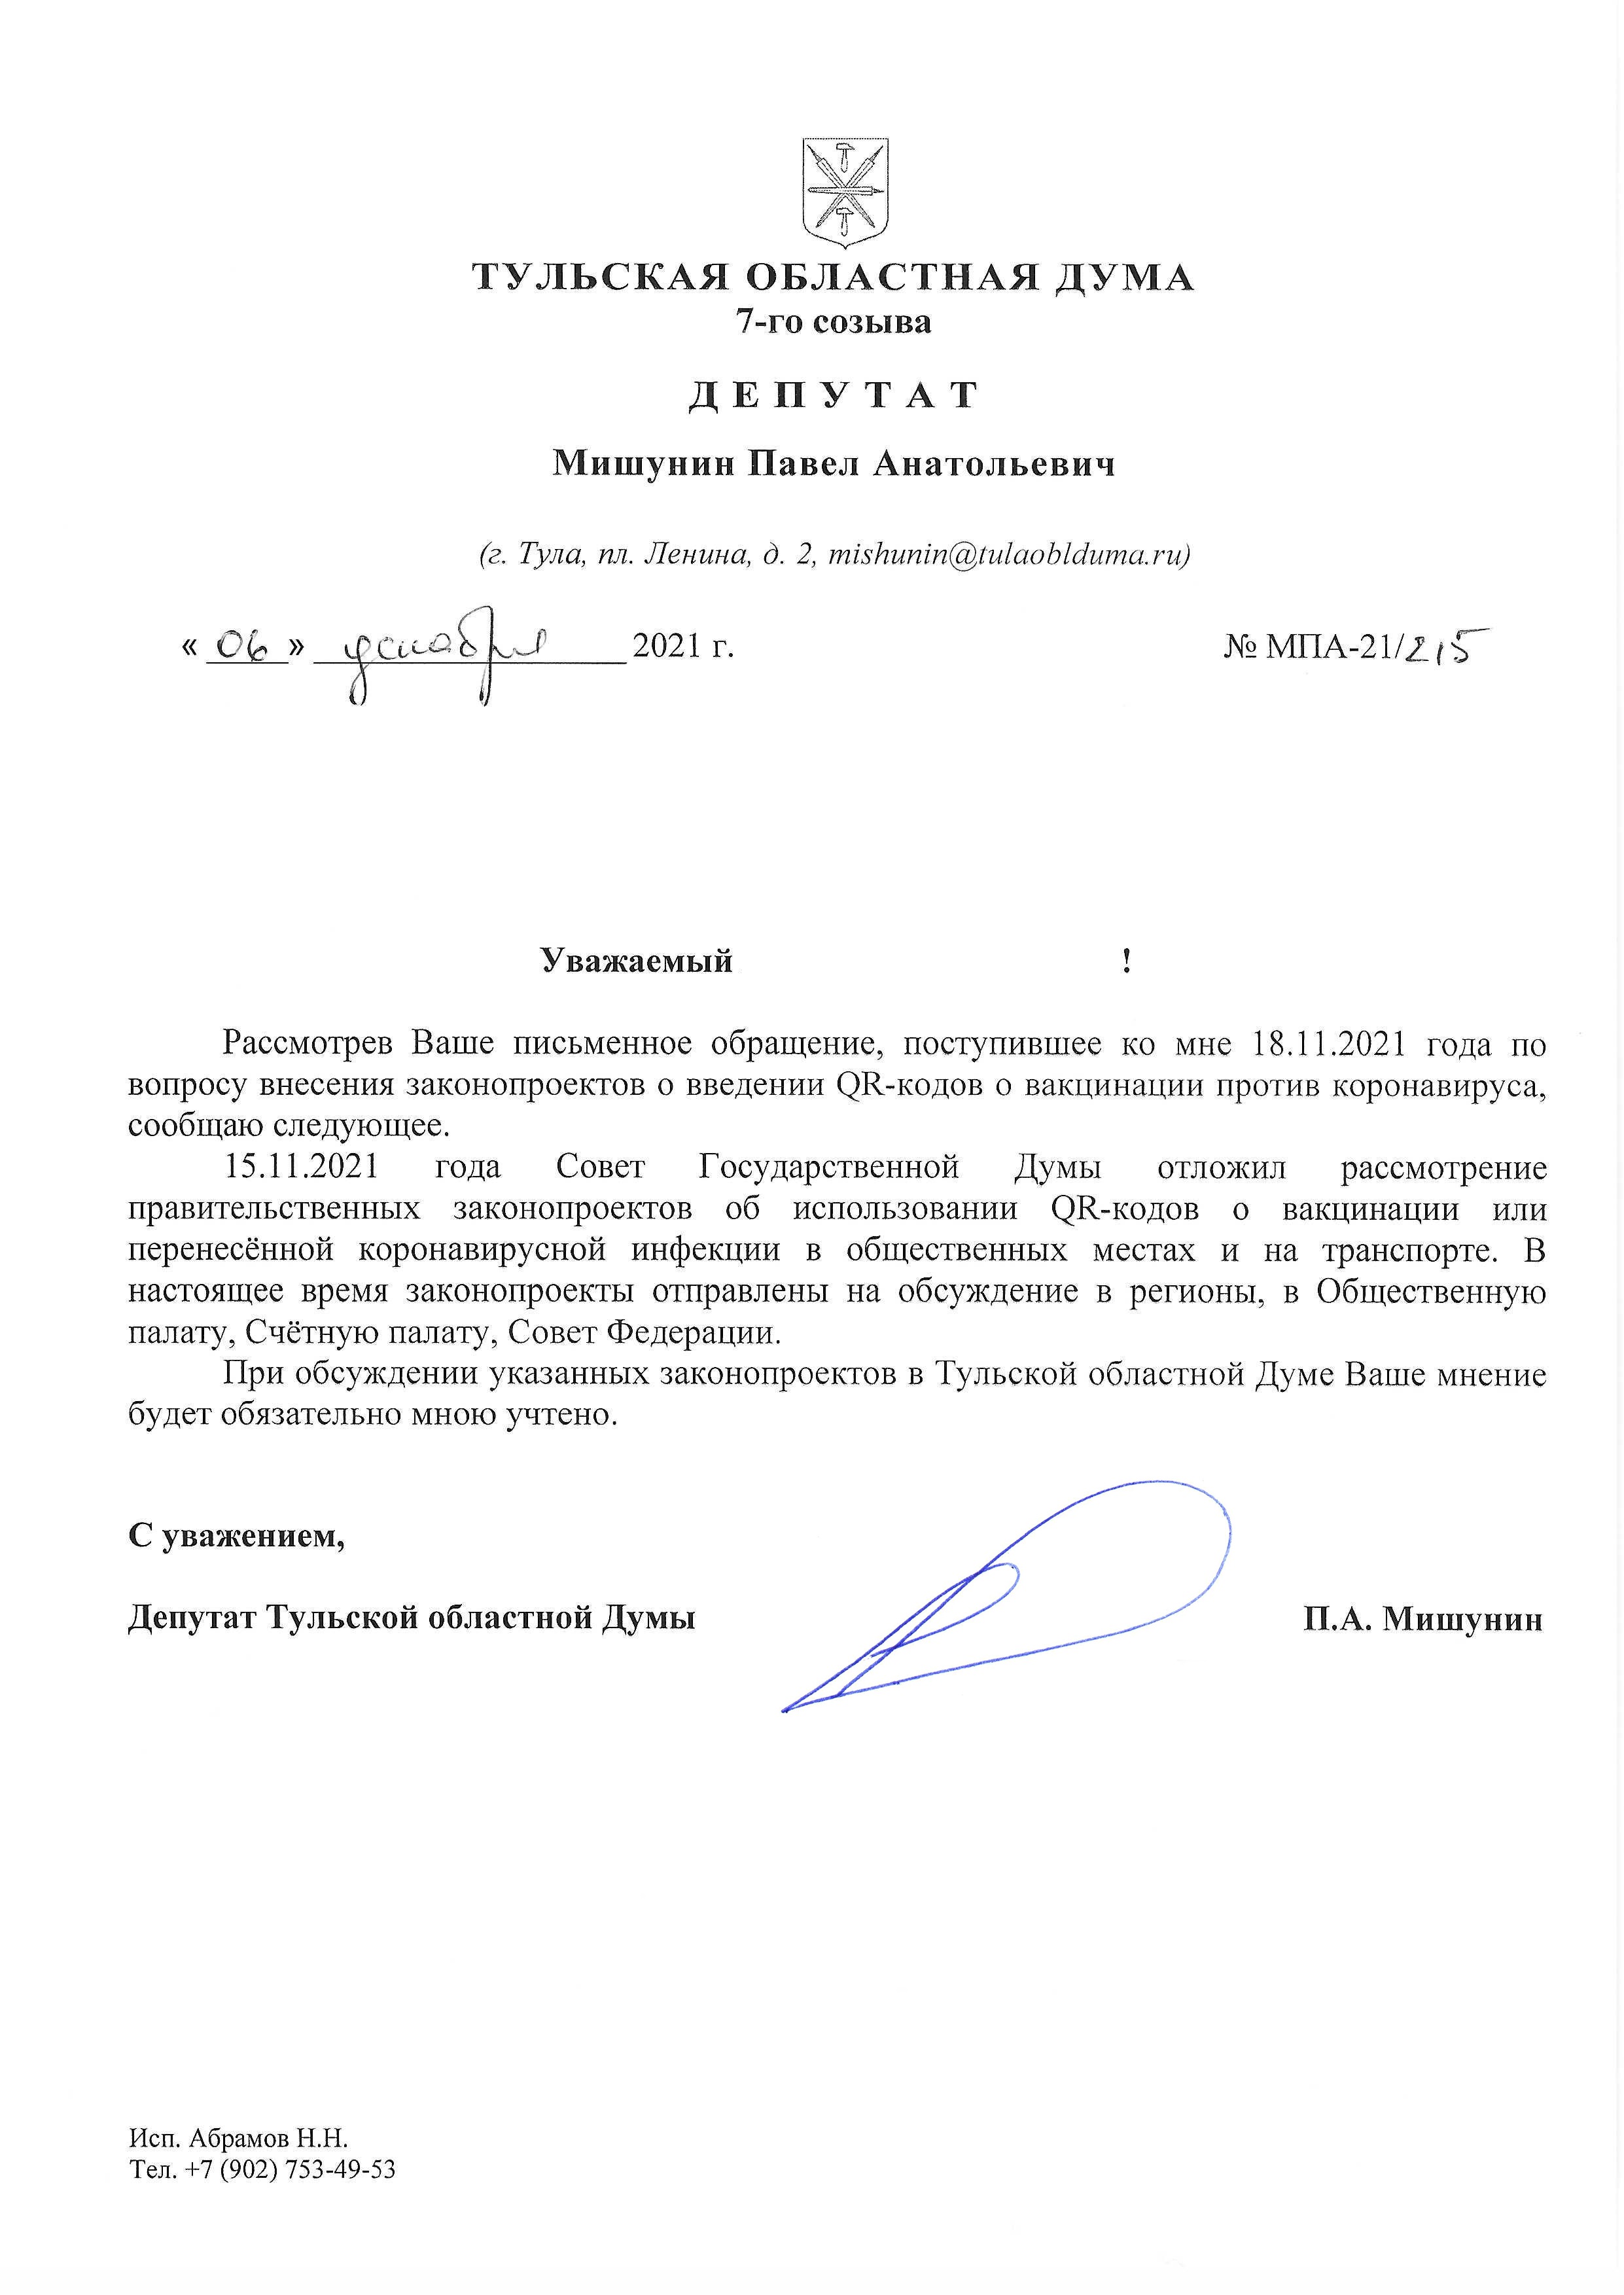 ТУЛЬСКАЯ ОБЛАСТНАЯ ДУМА
7-го созыва
ДЕПУТАТ
Мишунин Павел Анатольевич
(г. Тула, пл. Ленина, д. 2, mishunin@tulaoblduma.ru)
« 06 » декабря 2021 г. № МПА-21/215
Уважаемый !
Рассмотрев Ваше письменное обращение, поступившее ко мне 18.11.2021 года по
вопросу внесения законопроектов о введении QR-кодов о вакцинации против коронавируса,
сообщаю следующее.
15.11.2021 года Совет Государственной Думы отложил рассмотрение
правительственных законопроектов об использовании QR-кодов о вакцинации или
перенесённой коронавирусной инфекции в общественных местах и на транспорте. В
настоящее время законопроекты отправлены на обсуждение в регионы, в Общественную
палату, Счётную палату, Совет Федерации.
При обсуждении указанных законопроектов в Тульской областной Думе Ваше мнение
будет обязательно мною учтено.
С уважением,
Депутат Тульской областной Думы П.А. Мишунин
Исп. Абрамов Н.Н.
Тел. +7 (902) 753-49-53